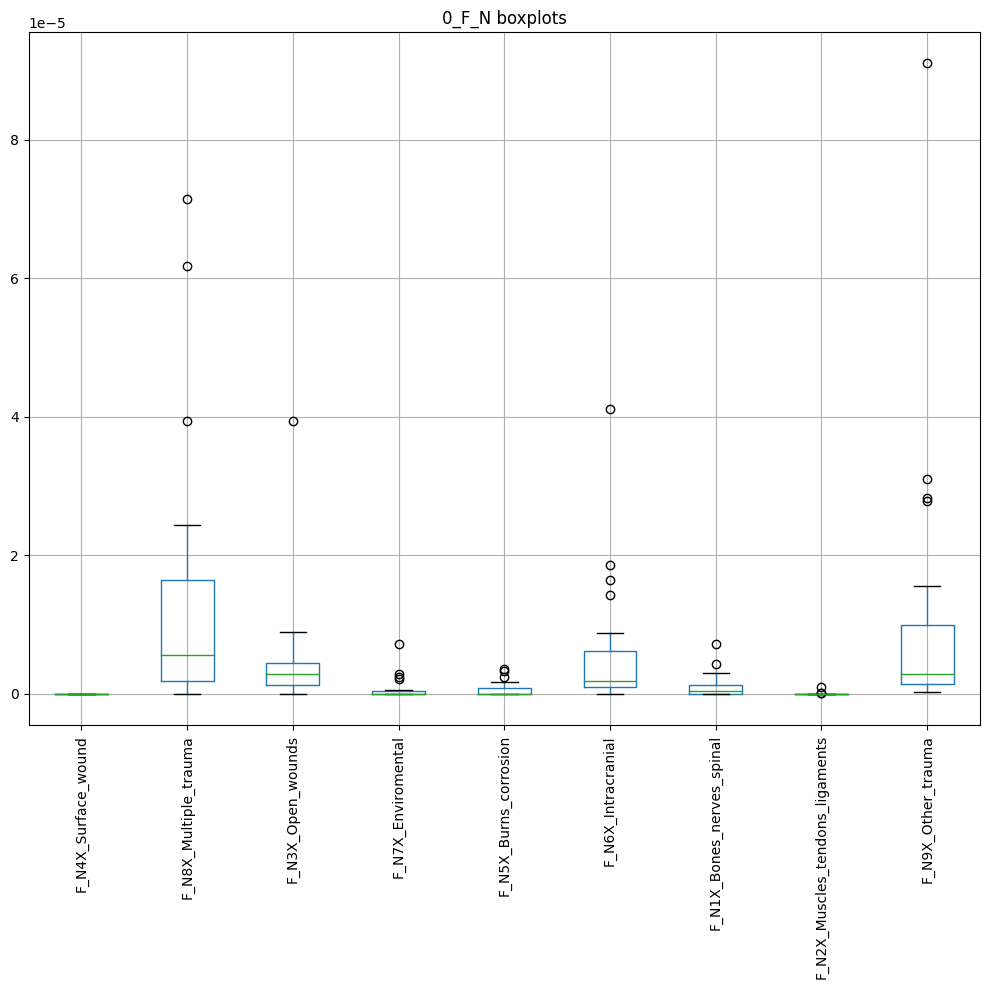 0_F_N boxplots
1e−5
8
6
4
2
0
F_N4X_Surface_wound
F_N8X_Multiple_trauma
F_N3X_Open_wounds
F_N7X_Enviromental
F_N5X_Burns_corrosion
F_N6X_Intracranial
F_N1X_Bones_nerves_spinal
F_N2X_Muscles_tendons_ligaments
F_N9X_Other_trauma